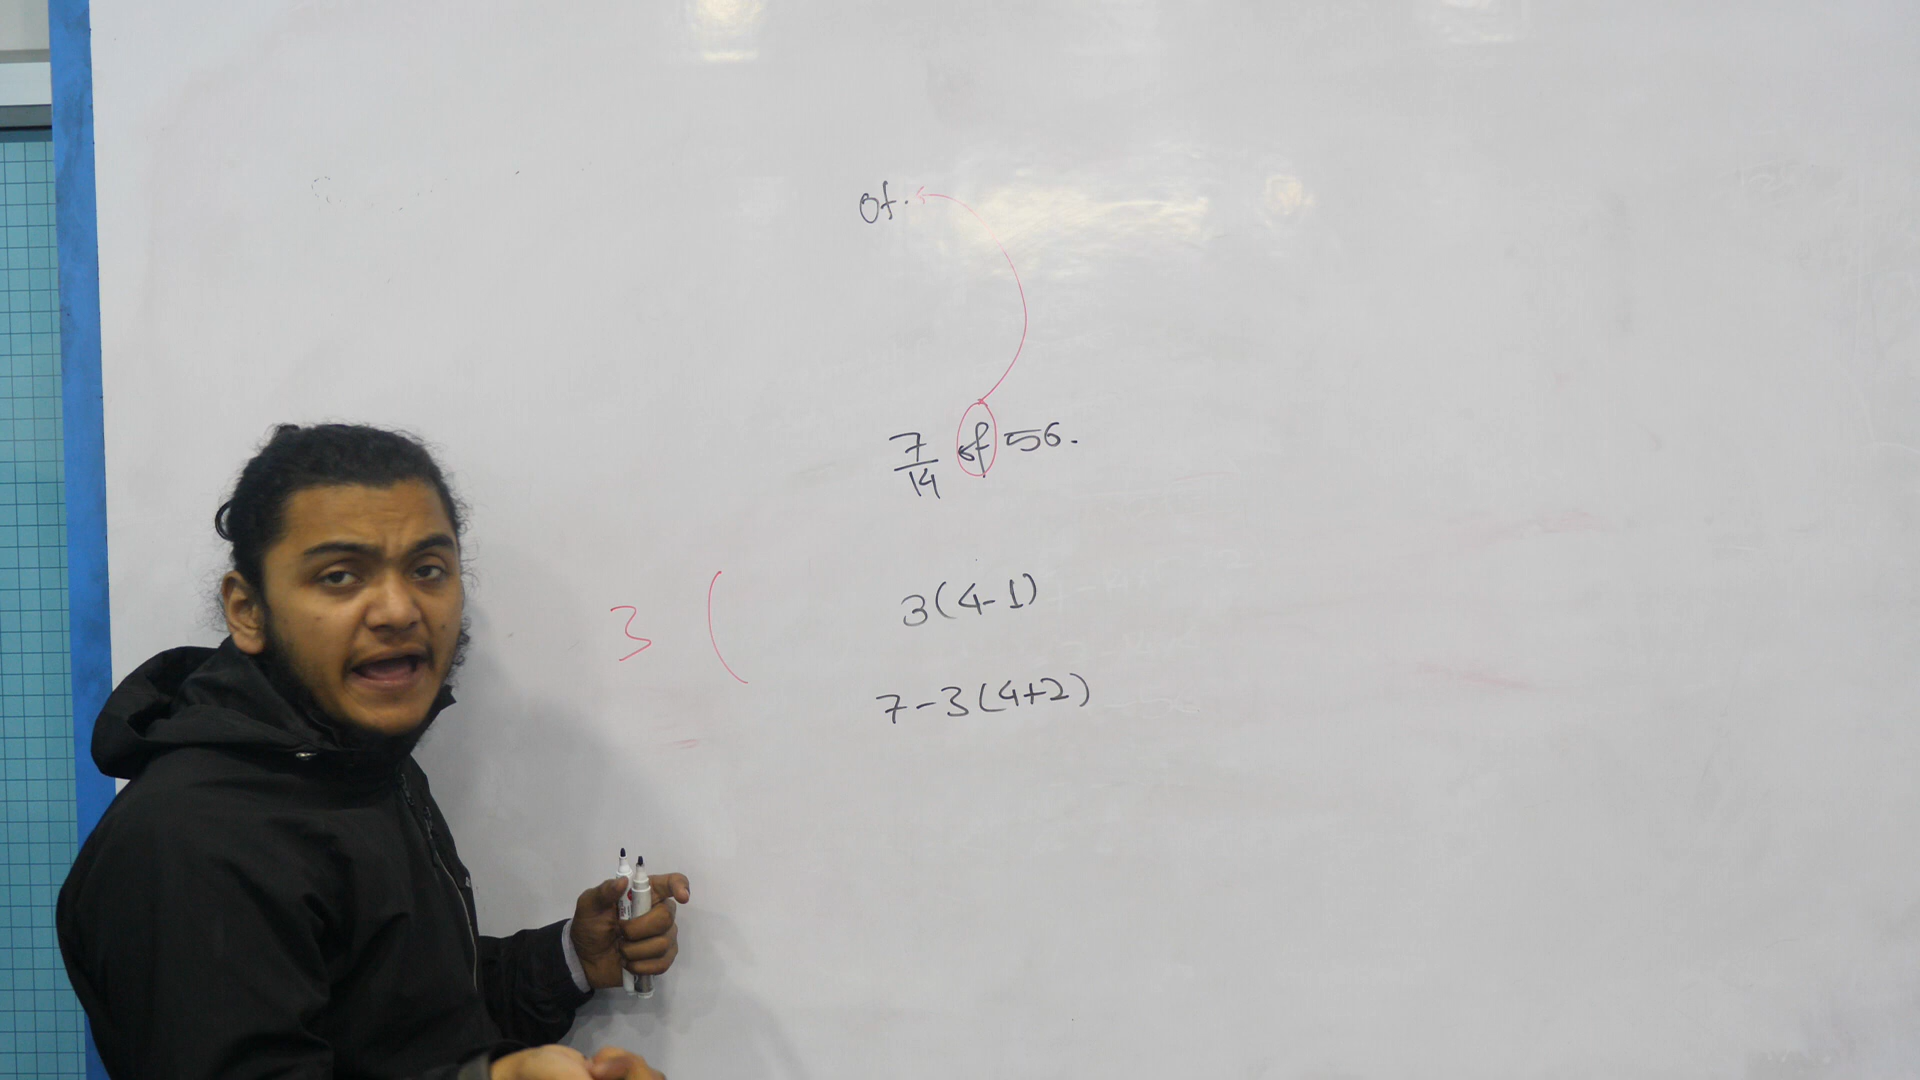 of.
7/14 of 56.
3 ( 3(4-1)
7-3(4+2)